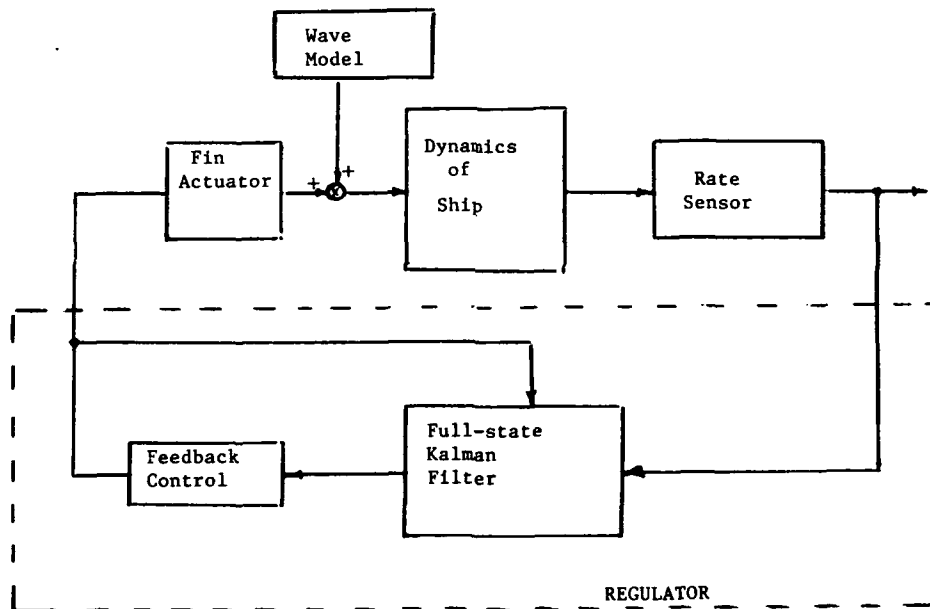 Wave
Model
Fin
Actuator
+
+
Dynamics
of
Ship
Rate
Sensor
Feedback
Control
Full-state
Kalman
Filter
REGULATOR